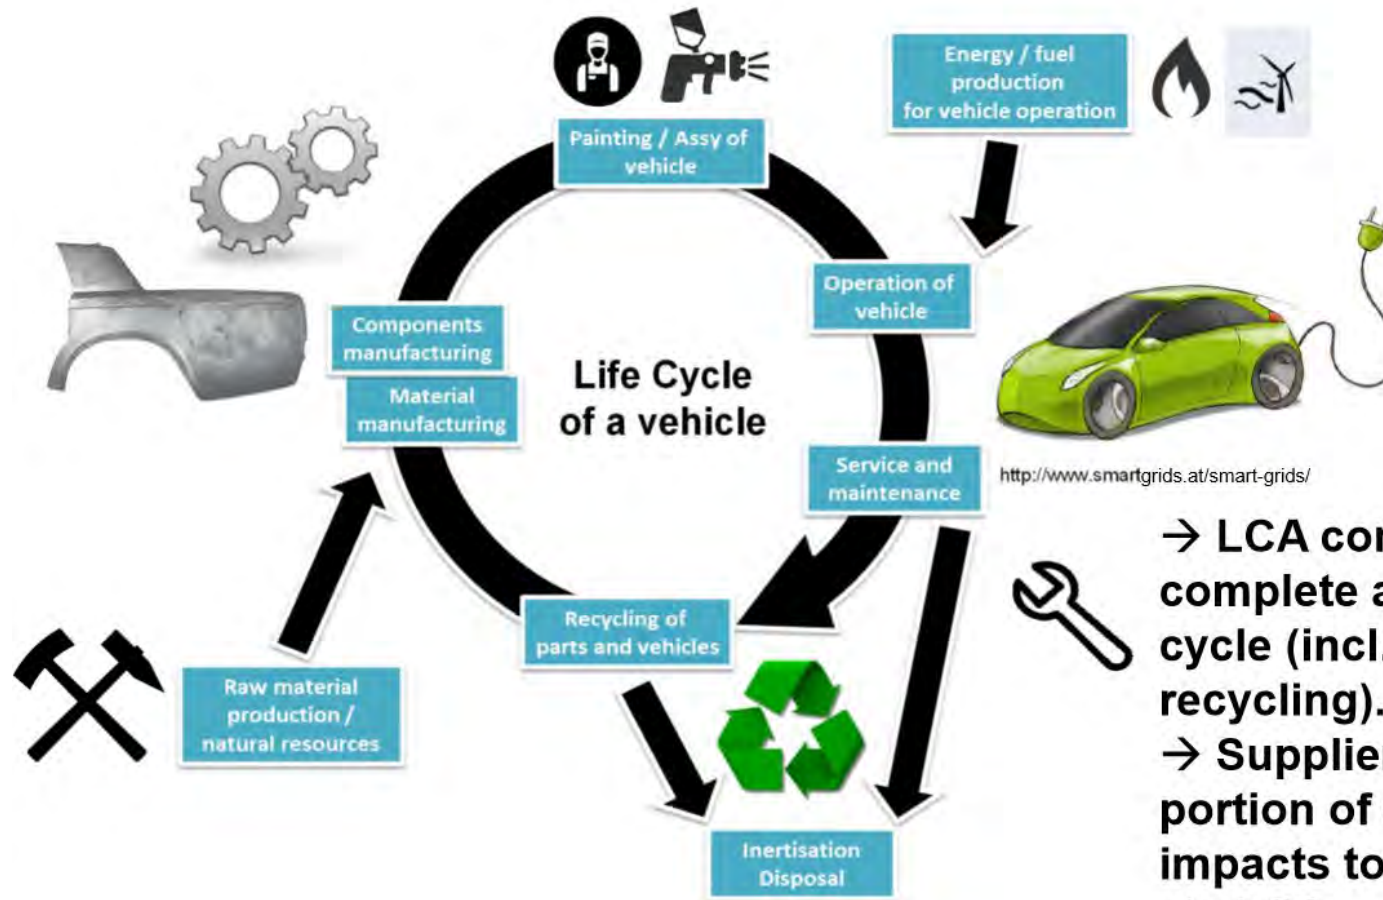 Painting / Assy of
vehicle
Energy / fuel
production
for vehicle operation
Operation of
vehicle
Components
manufacturing
Material
manufacturing
Life Cycle
of a vehicle
Service and
maintenance
http://www.smartgrids.at/smart-grids/
Recycling of
parts and vehicles
Raw material
production /
natural resources
Inertisation
Disposal
→ LCA
complete
cycle (incl.
recycling).
→ Supplier
portion of
impacts to